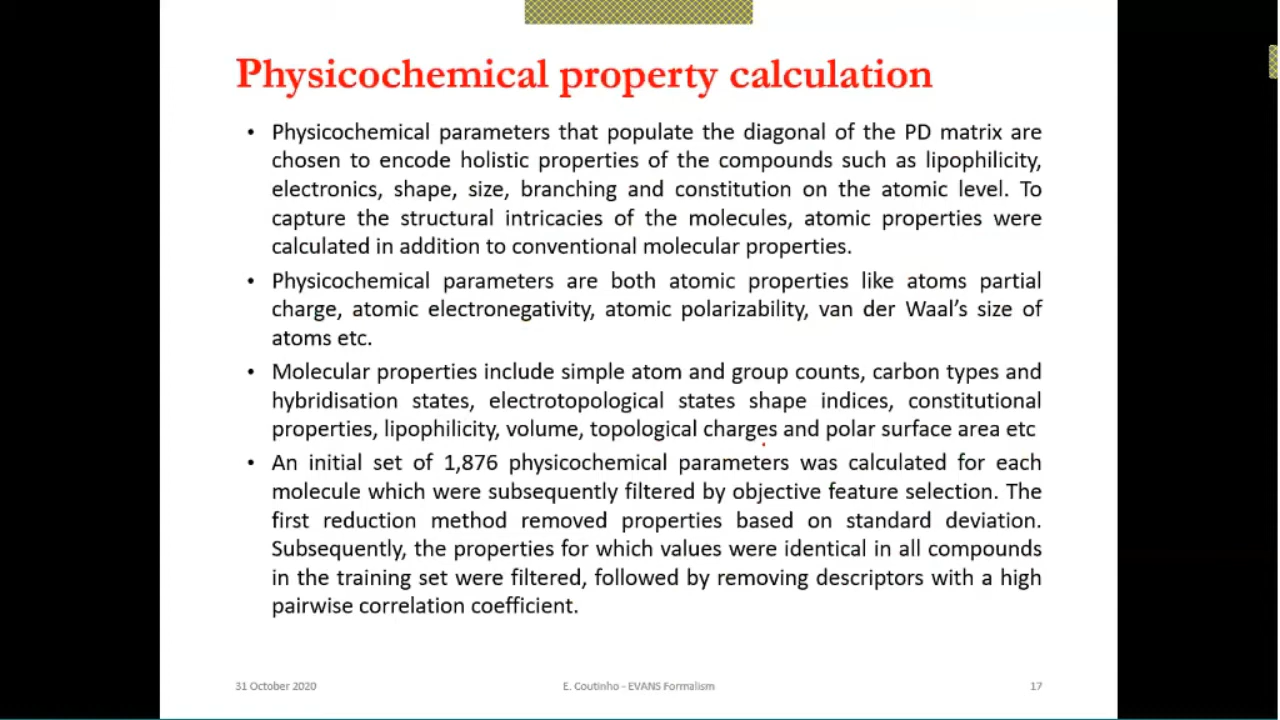 Physicochemical property calculation
• Physicochemical parameters that populate the diagonal of the PD matrix are
chosen to encode holistic properties of the compounds such as lipophilicity,
electronics, shape, size, branching and constitution on the atomic level. To
capture the structural intricacies of the molecules, atomic properties were
calculated in addition to conventional molecular properties.
• Physicochemical parameters are both atomic properties like atoms partial
charge, atomic electronegativity, atomic polarizability, van der Waal’s size of
atoms etc.
• Molecular properties include simple atom and group counts, carbon types and
hybridisation states, electrotopological states shape indices, constitutional
properties, lipophilicity, volume, topological charges and polar surface area etc
• An initial set of 1,876 physicochemical parameters was calculated for each
molecule which were subsequently filtered by objective feature selection. The
first reduction method removed properties based on standard deviation.
Subsequently, the properties for which values were identical in all compounds
in the training set were filtered, followed by removing descriptors with a high
pairwise correlation coefficient.
31 October 2020
E. Coutinho - EVANS Formalism
17